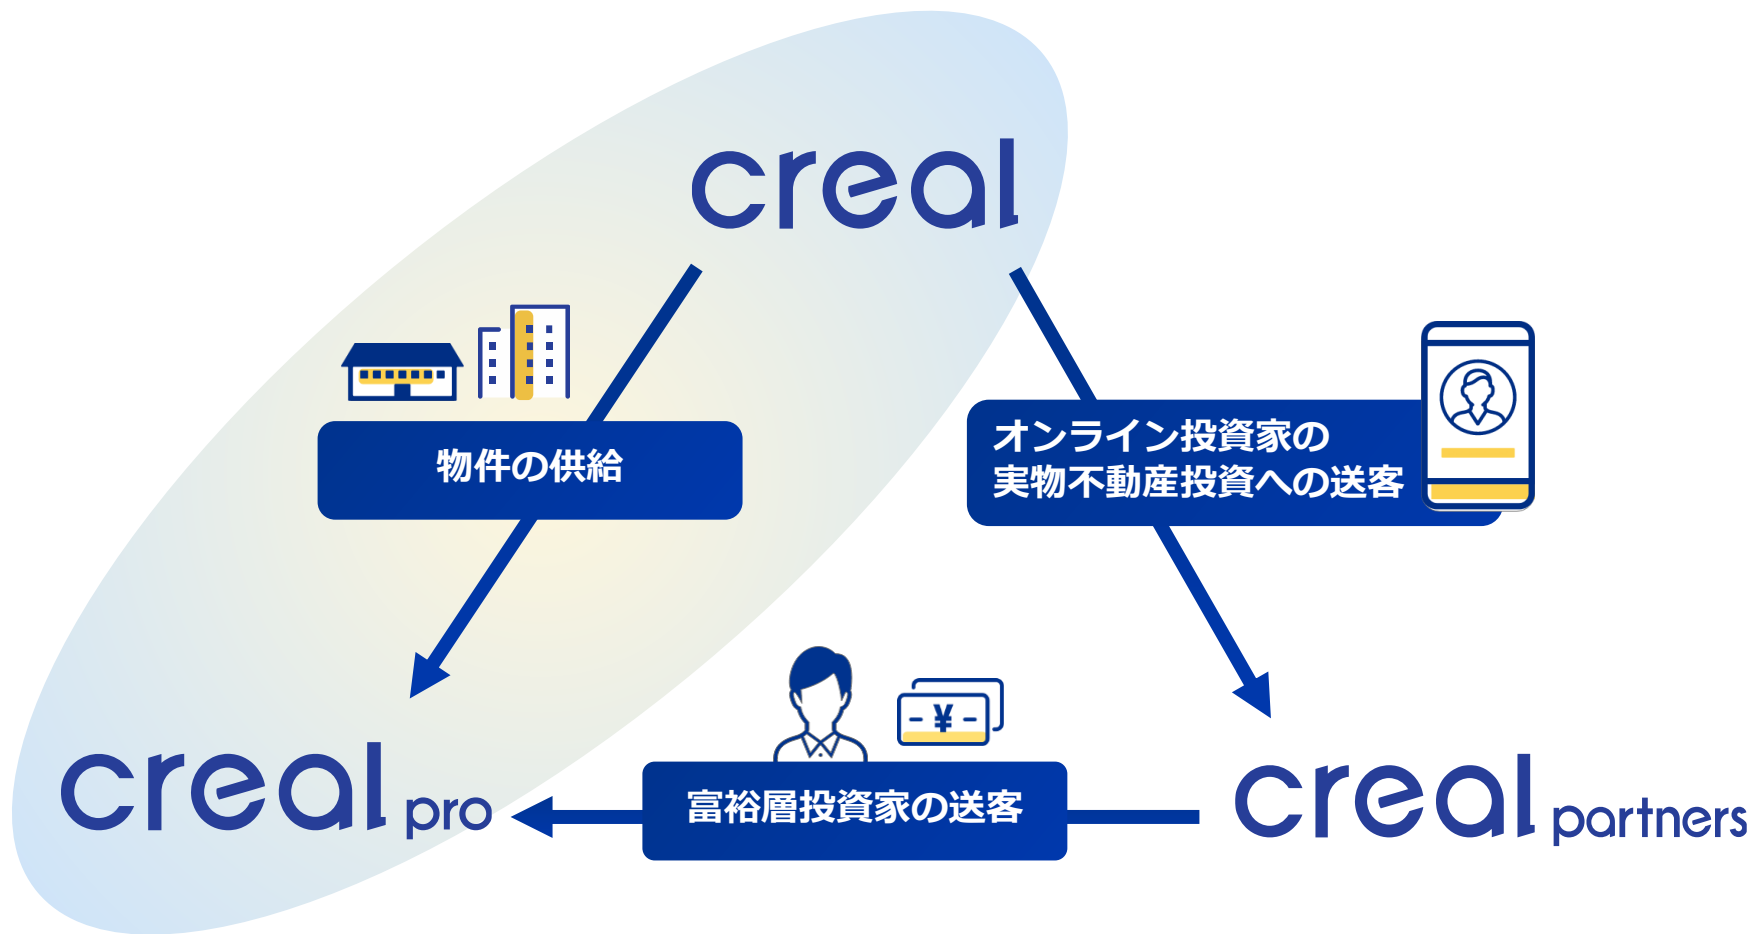 creal
物件の供給
オンライン投資家の
実物不動産投資への送客
¥
富裕層投資家の送客
creal pro
creal partners